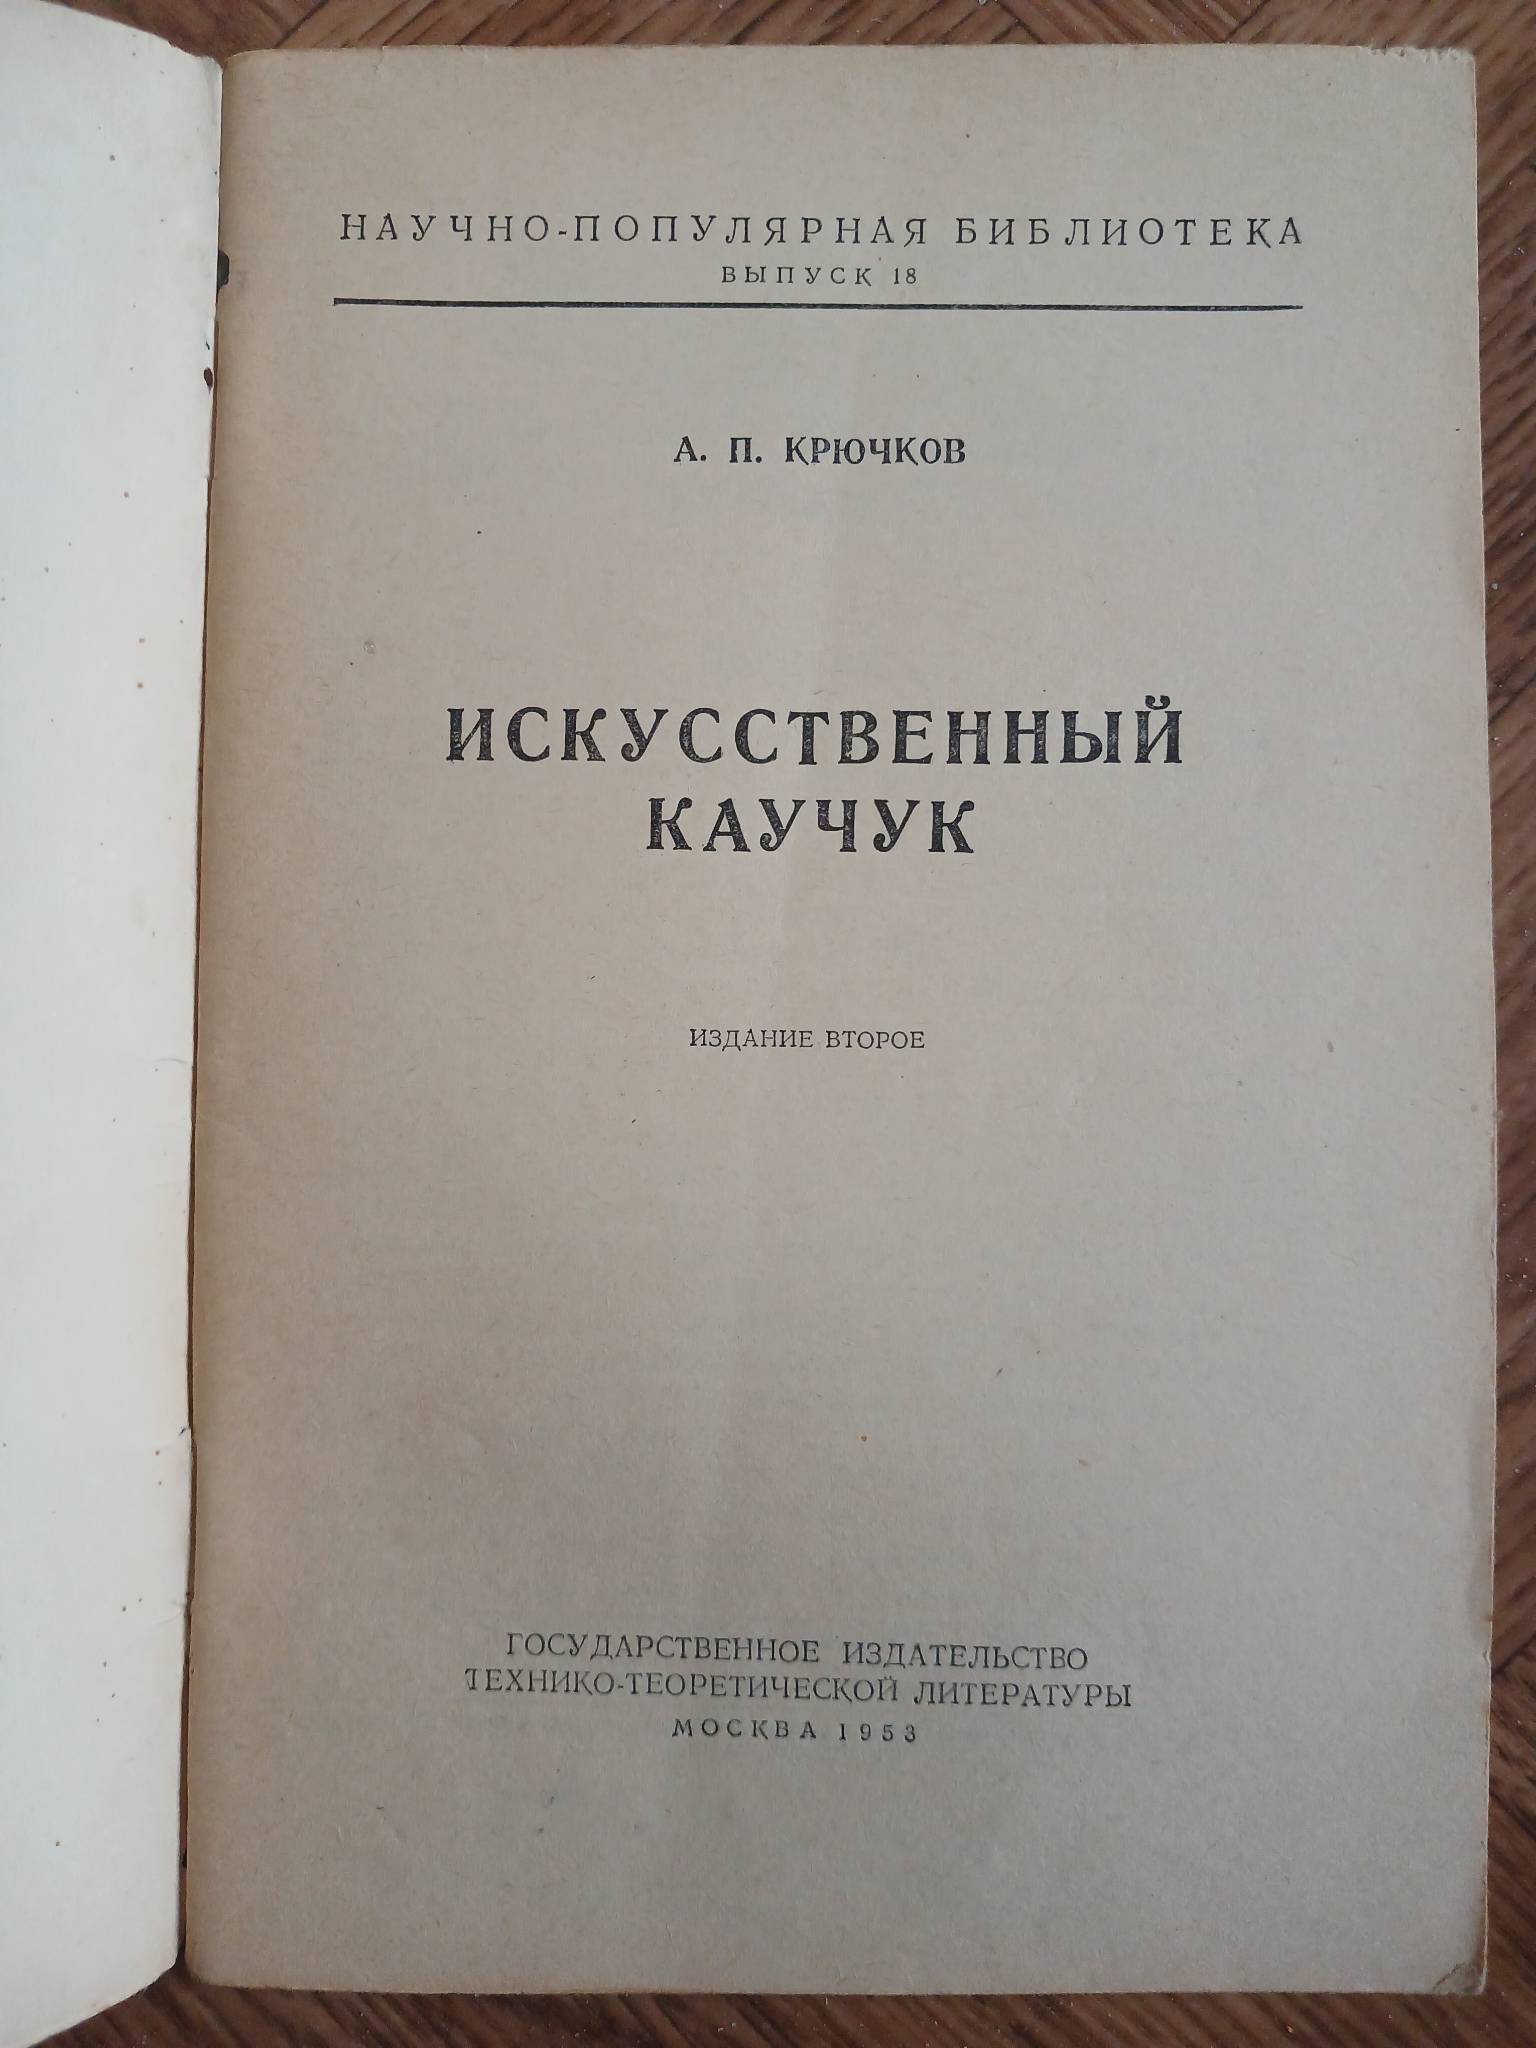 НАУЧНО-ПОПУЛЯРНАЯ БИБЛИОТЕКА
ВЫПУСК 18
А. П. КРЮЧКОВ
ИСКУССТВЕННЫЙ
КАУЧУК
ИЗДАНИЕ ВТОРОЕ
ГОСУДАРСТВЕННОЕ ИЗДАТЕЛЬСТВО
ТЕХНИКО-ТЕОРЕТИЧЕСКОЙ ЛИТЕРАТУРЫ
МОСКВА 1953